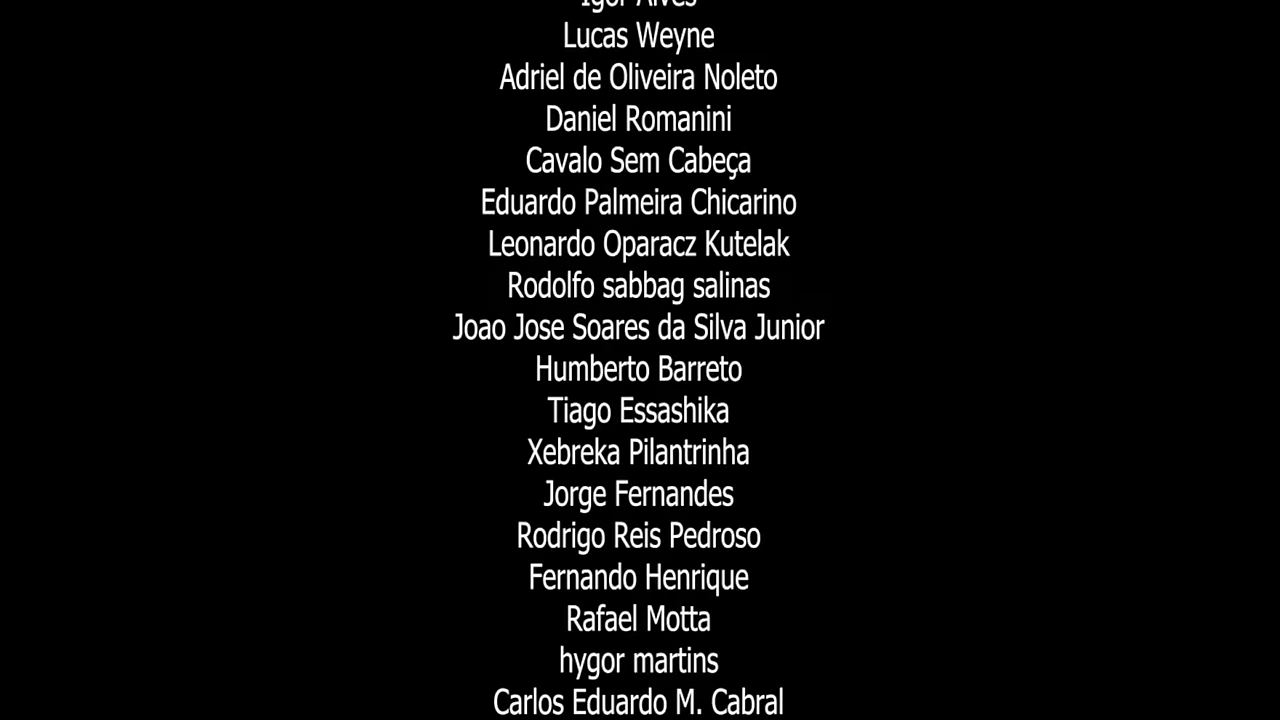 Igor Alves
Lucas Weyne
Adriel de Oliveira Noleto
Daniel Romanini
Cavalo Sem Cabeça
Eduardo Palmeira Chicarino
Leonardo Oparacz Kutelak
Rodolfo sabbag salinas
Joao Jose Soares da Silva Junior
Humberto Barreto
Tiago Essashika
Xebreka Pilantrinha
Jorge Fernandes
Rodrigo Reis Pedroso
Fernando Henrique
Rafael Motta
hygor martins
Carlos Eduardo M. Cabral